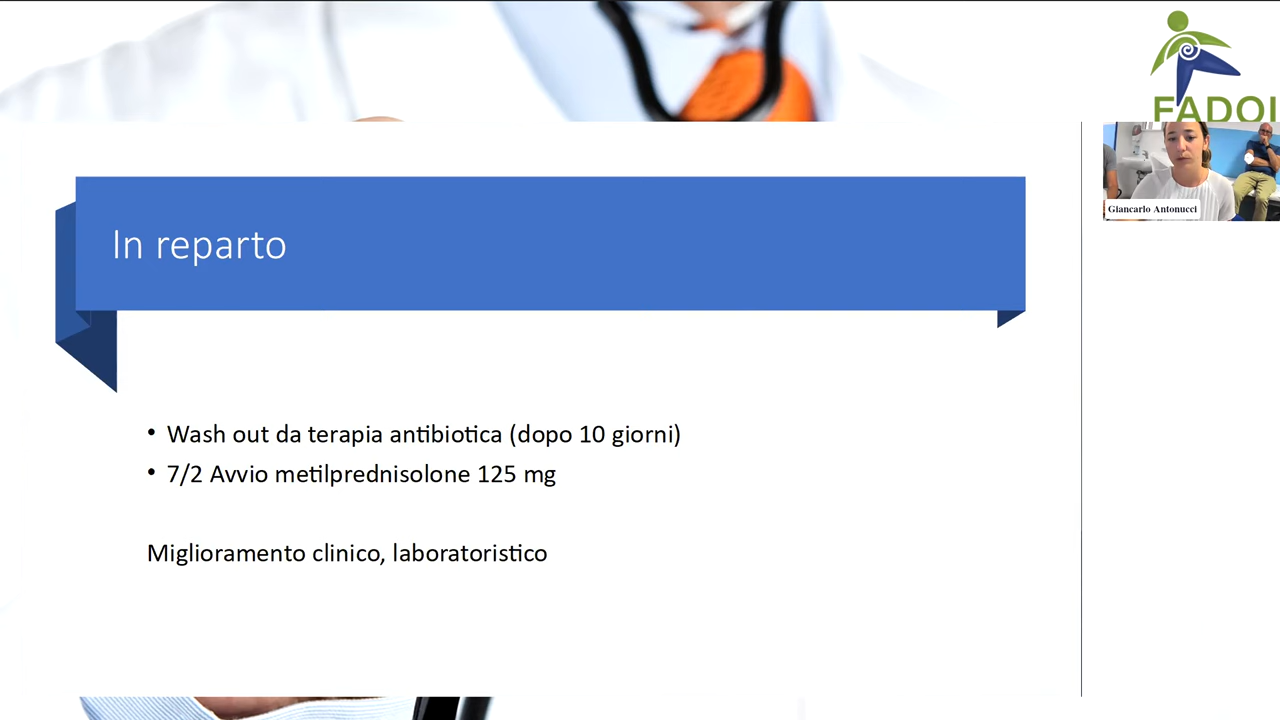 FADOI
Giancarlo Antonucci
In reparto
• Wash out da terapia antibiotica (dopo 10 giorni)
• 7/2 Avvio metilprednisolone 125 mg
Miglioramento clinico, laboratoristico